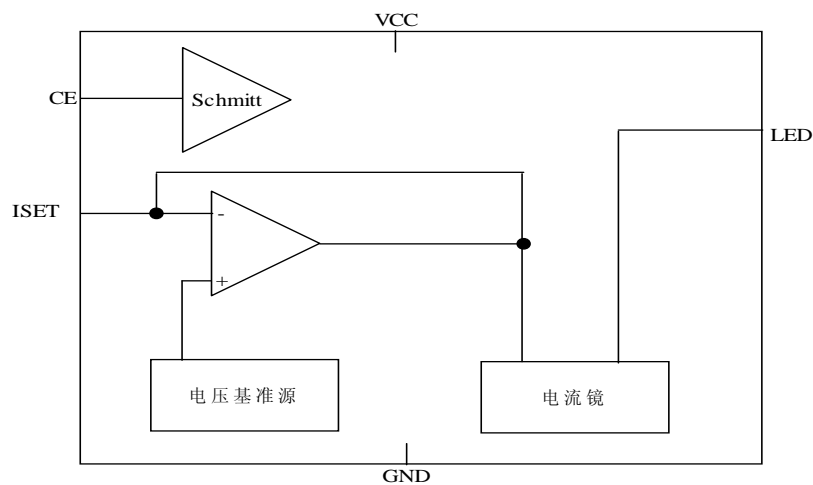 VCC
CE
Schmitt
LED
ISET
-
+
电压基准源
电流镜
GND